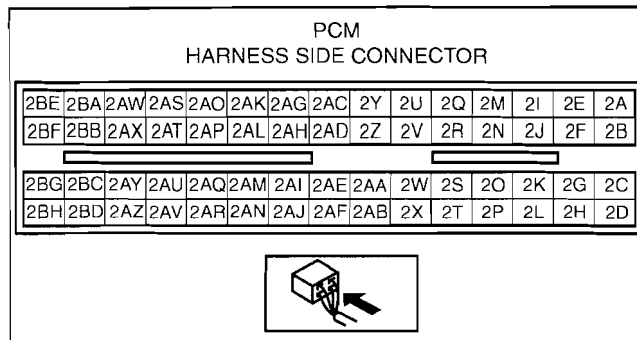 PCM
HARNESS SIDE CONNECTOR
2BE 2BA 2AW 2AS 2AO 2AK 2AG 2AC 2Y 2U 2Q 2M 2I 2E 2A
2BF 2BB 2AX 2AT 2AP 2AL 2AH 2AD 2Z 2V 2R 2N 2J 2F 2B
2BG 2BC 2AY 2AU 2AQ 2AM 2AI 2AE 2AA 2W 2S 2O 2K 2G 2C
2BH 2BD 2AZ 2AV 2AR 2AN 2AJ 2AF 2AB 2X 2T 2P 2L 2H 2D